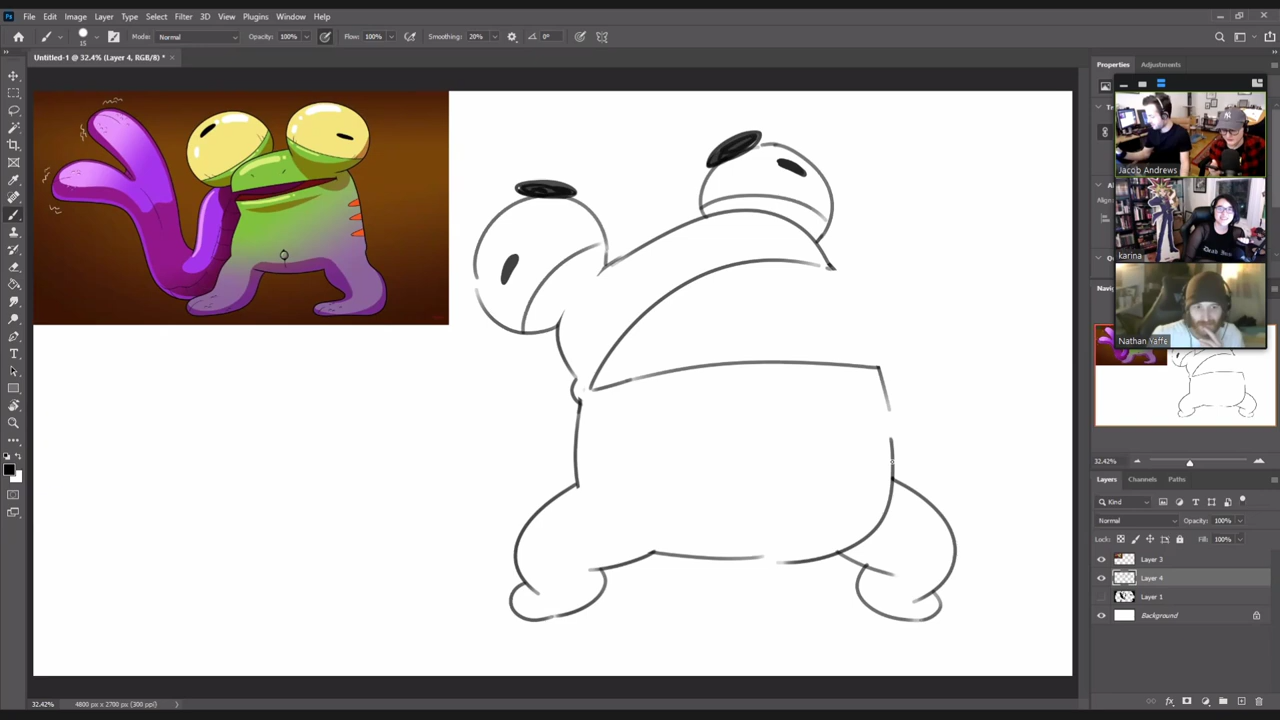 Ps File Edit Image Layer Type Select Filter 3D View Plugins Window Help
15 Mode: Normal Opacity: 100% Flow: 100% Smoothing: 20% 0°
Untitled-1 @ 32.4% (Layer 4, RGB/8) *
Properties Adjustments
Jacob Andrews
karina
Nathan Yaffe
32.42%
Layers Channels Paths
Kind
Normal Opacity: 100%
Lock: Fill: 100%
Layer 3
Layer 4
Layer 1
Background
32.42% 4800 px x 2700 px (300 ppi)